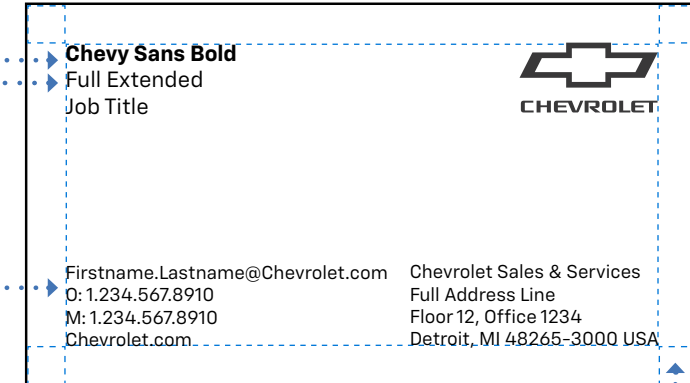 Chevy Sans Bold
Full Extended
Job Title
CHEVROLET
Firstname.Lastname@Chevrolet.com
O: 1.234.567.8910
M: 1.234.567.8910
Chevrolet.com
Chevrolet Sales & Services
Full Address Line
Floor 12, Office 1234
Detroit, MI 48265-3000 USA